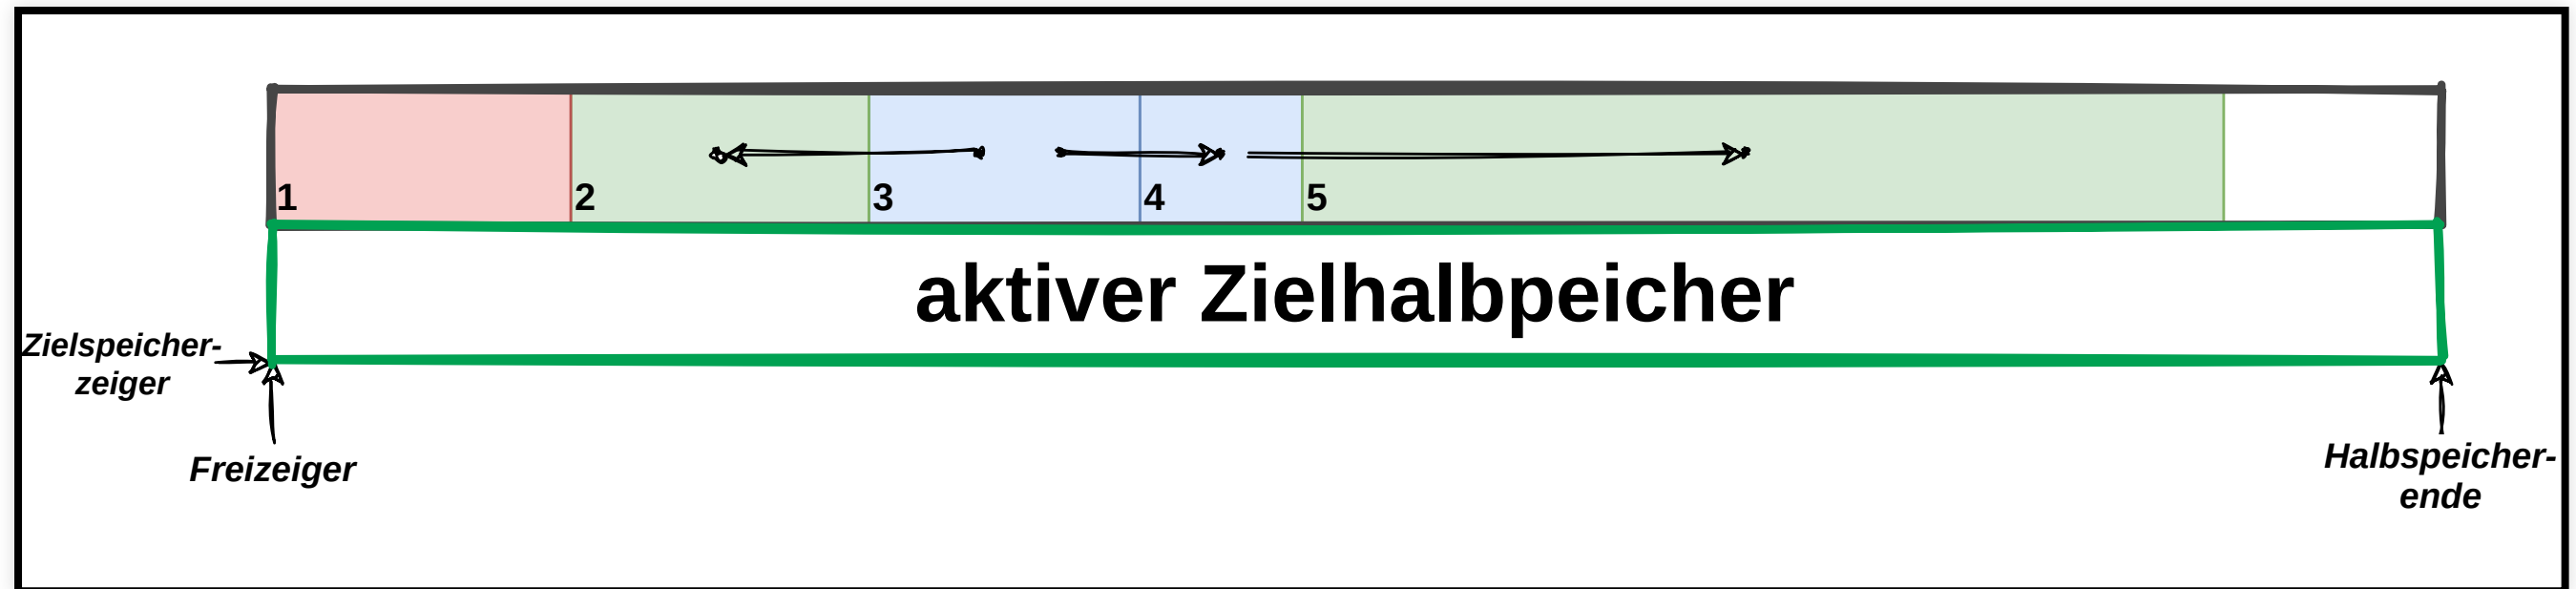 1 2 3 4 5
aktiver Zielhalbpeicher
Zielspeicher-
zeiger
Freizeiger
Halbspeicher-
ende